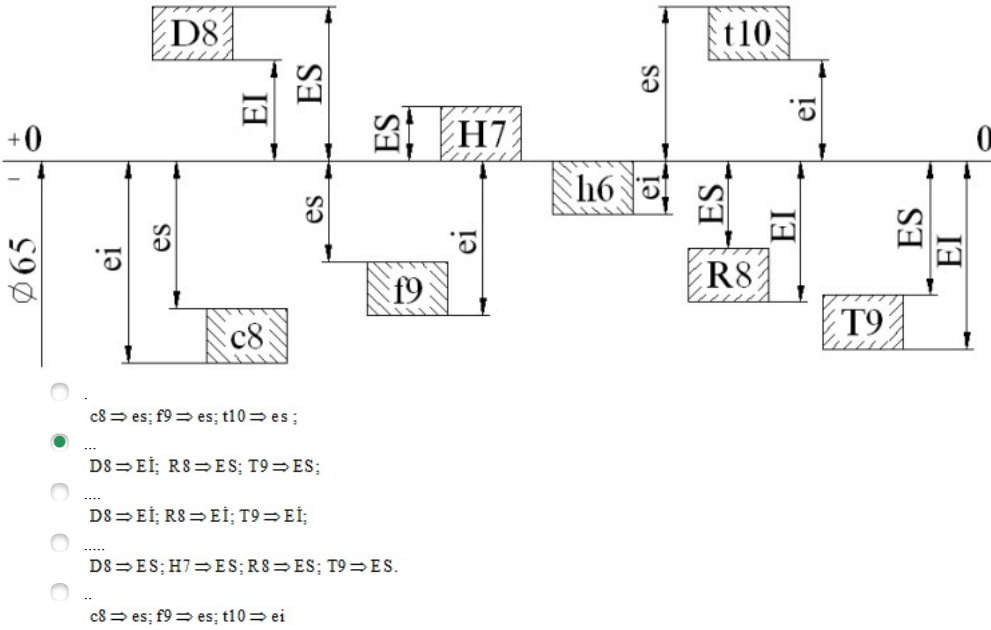 D8
t10
EI
ES
es
ei
ES
H7
+0
0
−
h6
ei
es
ES
EI
ES
EI
ei
es
ei
⌀65
f9
R8
c8
T9
.
c8 ⇒ es; f9 ⇒ es; t10 ⇒ es ;
...
D8 ⇒ Eİ; R8 ⇒ ES; T9 ⇒ ES;
....
D8 ⇒ Eİ; R8 ⇒ Eİ; T9 ⇒ Eİ;
.....
D8 ⇒ ES; H7 ⇒ ES; R8 ⇒ ES; T9 ⇒ ES.
..
c8 ⇒ es; f9 ⇒ es; t10 ⇒ ei